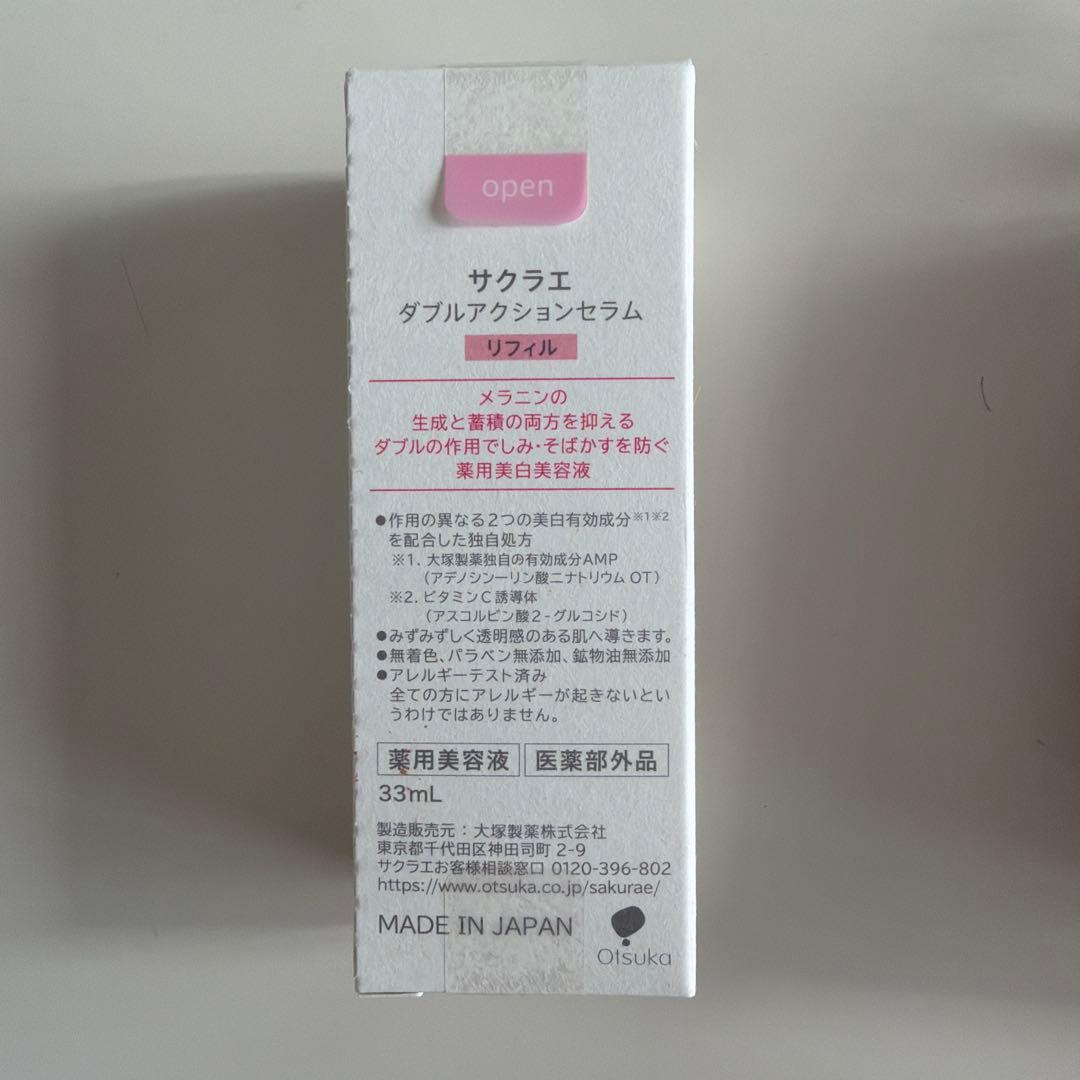 open
サクラエ
ダブルアクションセラム
リフィル
メラニンの
生成と蓄積の両方を抑える
ダブルの作用でしみ・そばかすを防ぐ
薬用美白美容液
●作用の異なる2つの美白有効成分※1※2
を配合した独自処方
※1. 大塚製薬独自の有効成分AMP
（アデノシン一リン酸二ナトリウム OT）
※2. ビタミンC誘導体
（アスコルビン酸2-グルコシド）
●みずみずしく透明感のある肌へ導きます。
●無着色、パラベン無添加、鉱物油無添加
●アレルギーテスト済み
全ての方にアレルギーが起きないとい
うわけではありません。
薬用美容液 医薬部外品
33mL
製造販売元：大塚製薬株式会社
東京都千代田区神田司町 2-9
サクラエお客様相談窓口 0120-396-802
https://www.otsuka.co.jp/sakurae/
MADE IN JAPAN
Otsuka